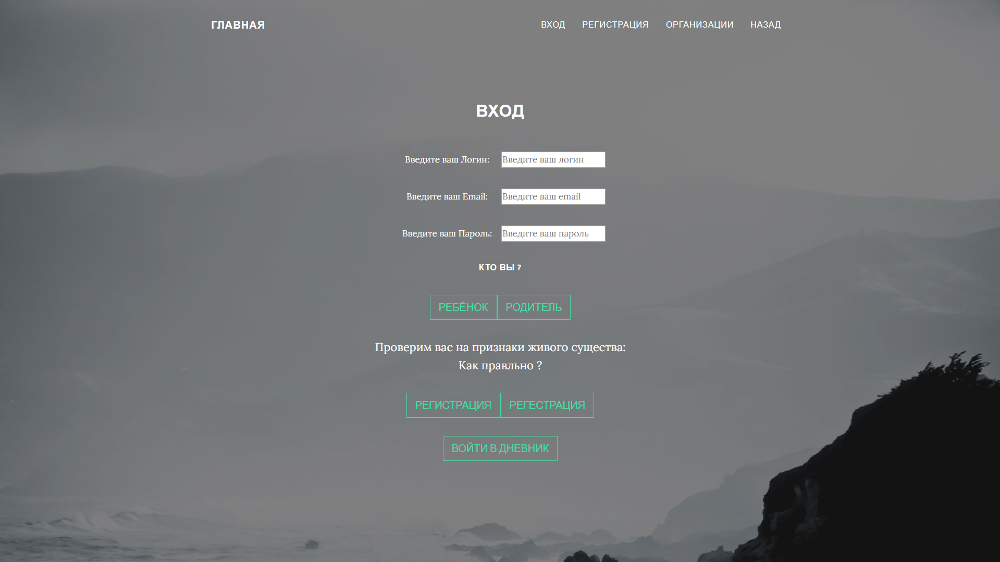 ГЛАВНАЯ ВХОД РЕГИСТРАЦИЯ ОРГАНИЗАЦИИ НАЗАД
ВХОД
Введите ваш Логин: Введите ваш логин
Введите ваш Email: Введите ваш email
Введите ваш Пароль: Введите ваш пароль
КТО ВЫ ?
РЕБЁНОК РОДИТЕЛЬ
Проверим вас на признаки живого существа:
Как правльно ?
РЕГИСТРАЦИЯ РЕГЕСТРАЦИЯ
ВОЙТИ В ДНЕВНИК